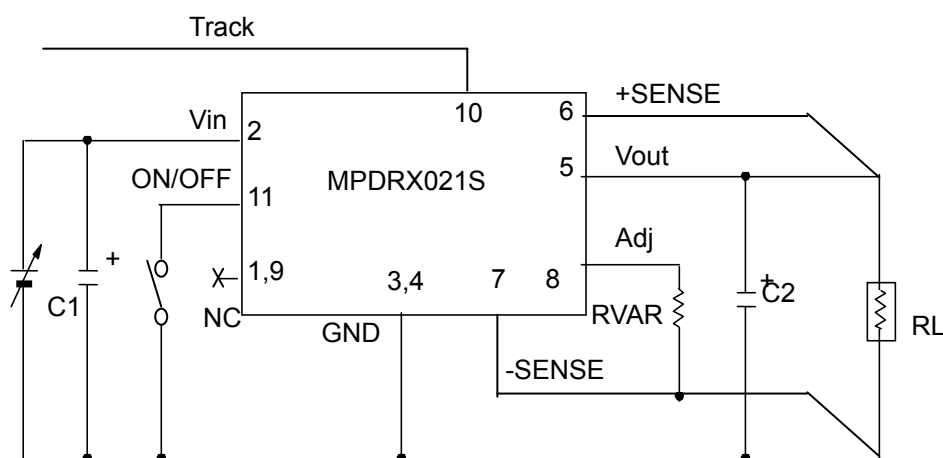 Track
10
6
+SENSE
Vin
2
Vout
5
ON/OFF
11
MPDRX021S
Adj
1,9
3,4
7
8
+
C1
NC
GND
RVAR
+
C2
RL
-SENSE